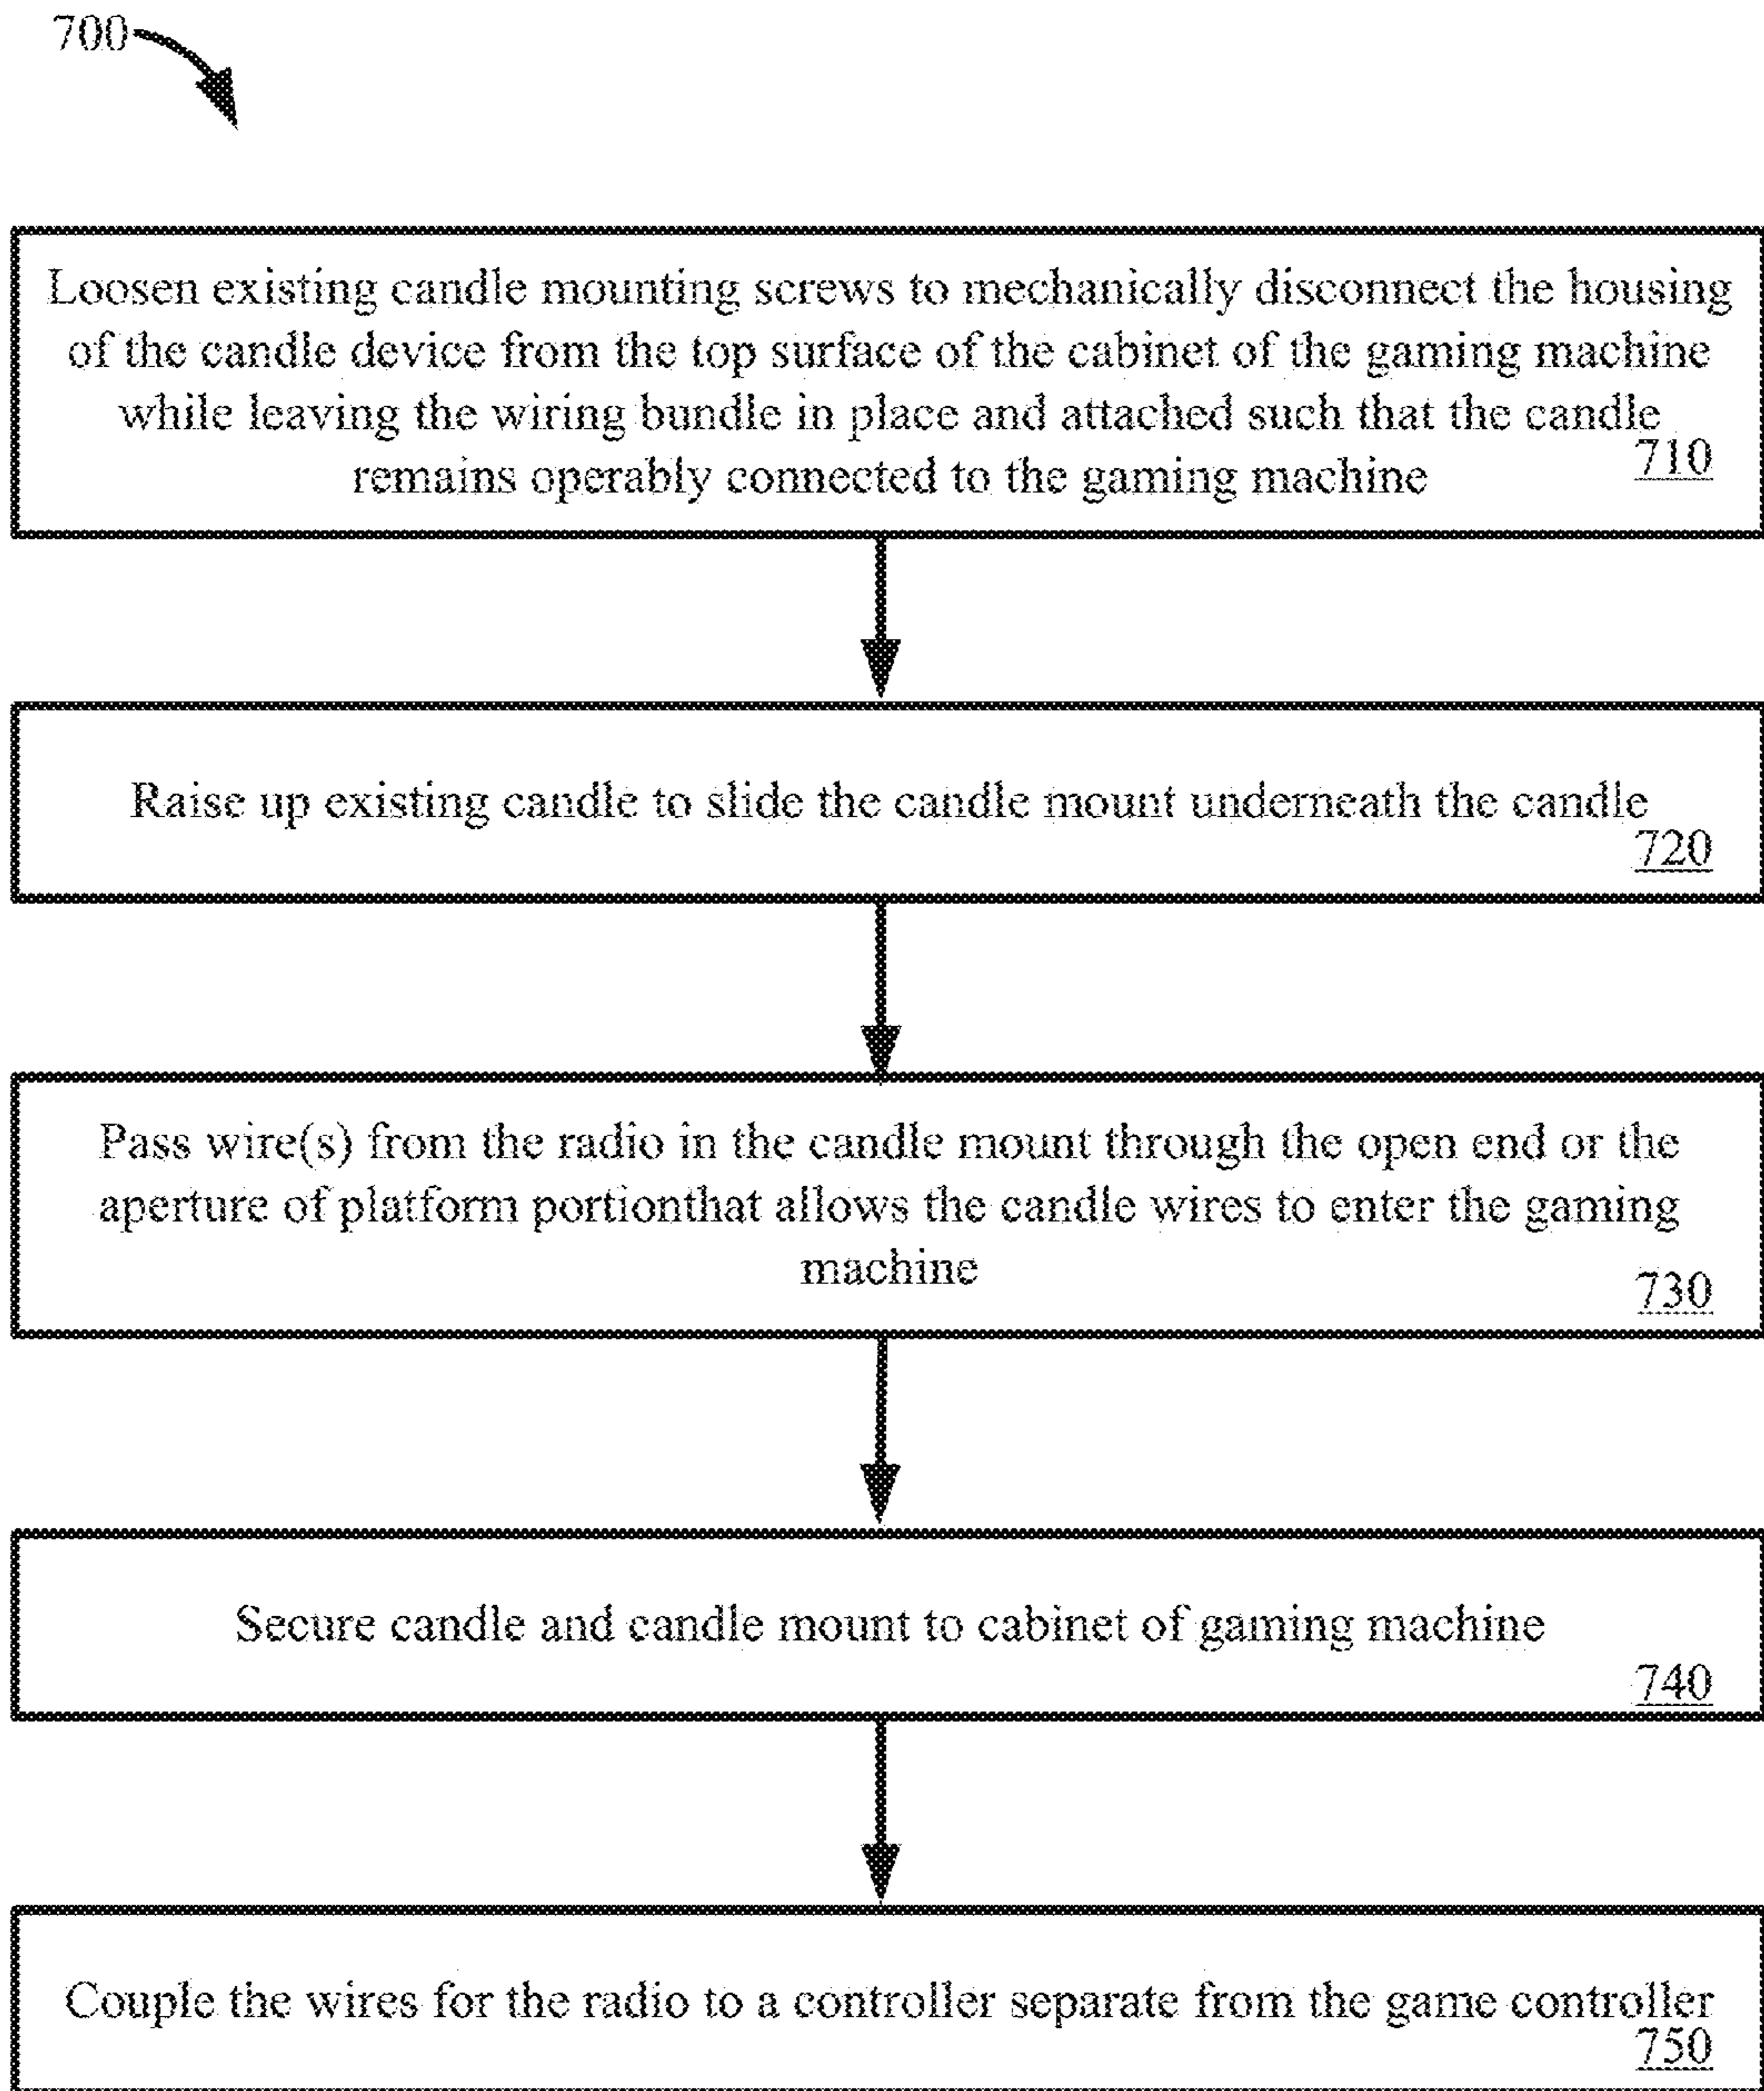 700
Loosen existing candle mounting screws to mechanically disconnect the housing
of the candle device from the top surface of the cabinet of the gaming machine
while leaving the wiring bundle in place and attached such that the candle
remains operably connected to the gaming machine
710
Raise up existing candle to slide the candle mount underneath the candle
720
Pass wire(s) from the radio in the candle mount through the open end or the
aperture of platform portionthat allows the candle wires to enter the gaming
machine
730
Secure candle and candle mount to cabinet of gaming machine
740
Couple the wires for the radio to a controller separate from the game controller
750